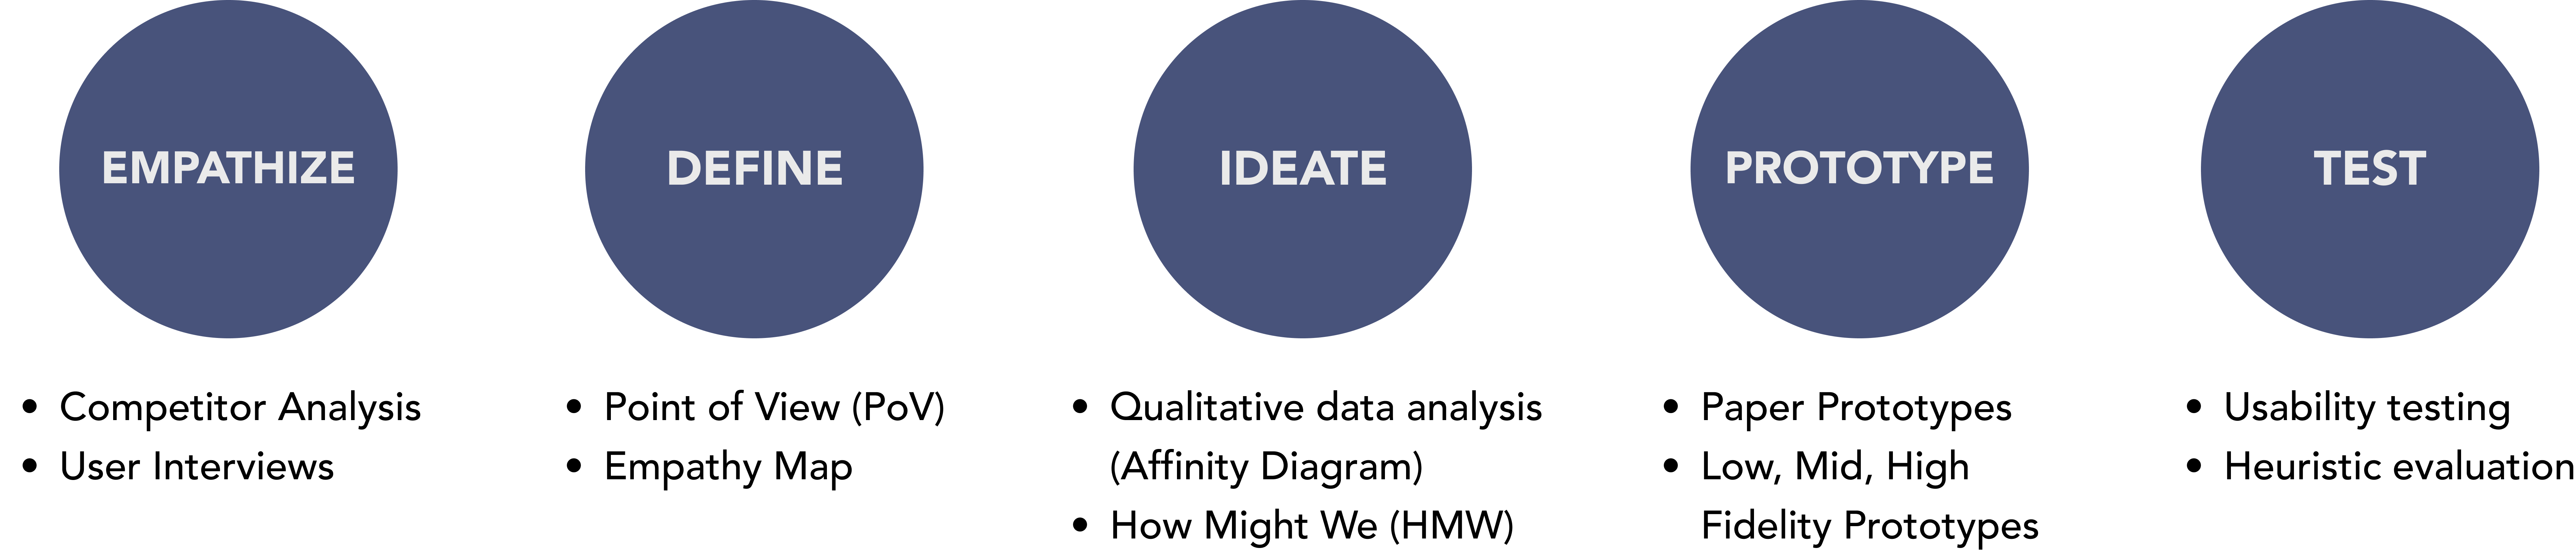 EMPATHIZE
• Competitor Analysis
• User Interviews
DEFINE
• Point of View (PoV)
• Empathy Map
IDEATE
• Qualitative data analysis
(Affinity Diagram)
• How Might We (HMW)
PROTOTYPE
• Paper Prototypes
• Low, Mid, High
Fidelity Prototypes
TEST
• Usability testing
• Heuristic evaluation